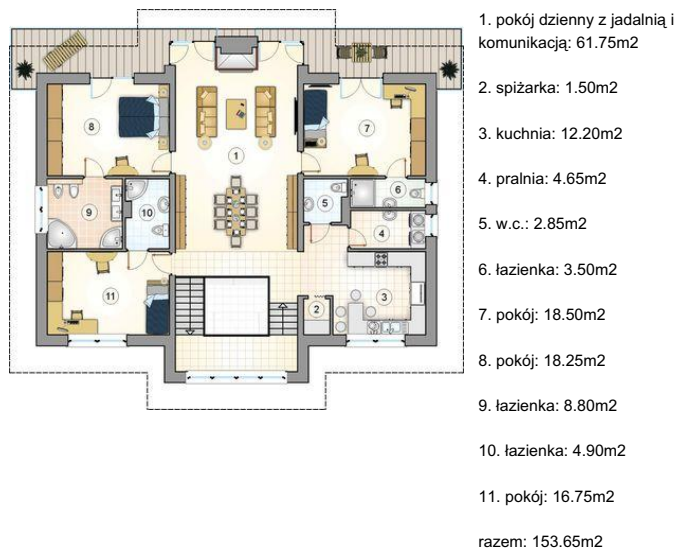 1. pokój dzienny z jadalnią i
komunikacją: 61.75m2
2. spiżarka: 1.50m2
3. kuchnia: 12.20m2
4. pralnia: 4.65m2
5. w.c.: 2.85m2
6. łazienka: 3.50m2
7. pokój: 18.50m2
8. pokój: 18.25m2
9. łazienka: 8.80m2
10. łazienka: 4.90m2
11. pokój: 16.75m2
razem: 153.65m2
8
7
1
6
9
10
5
4
11
3
2